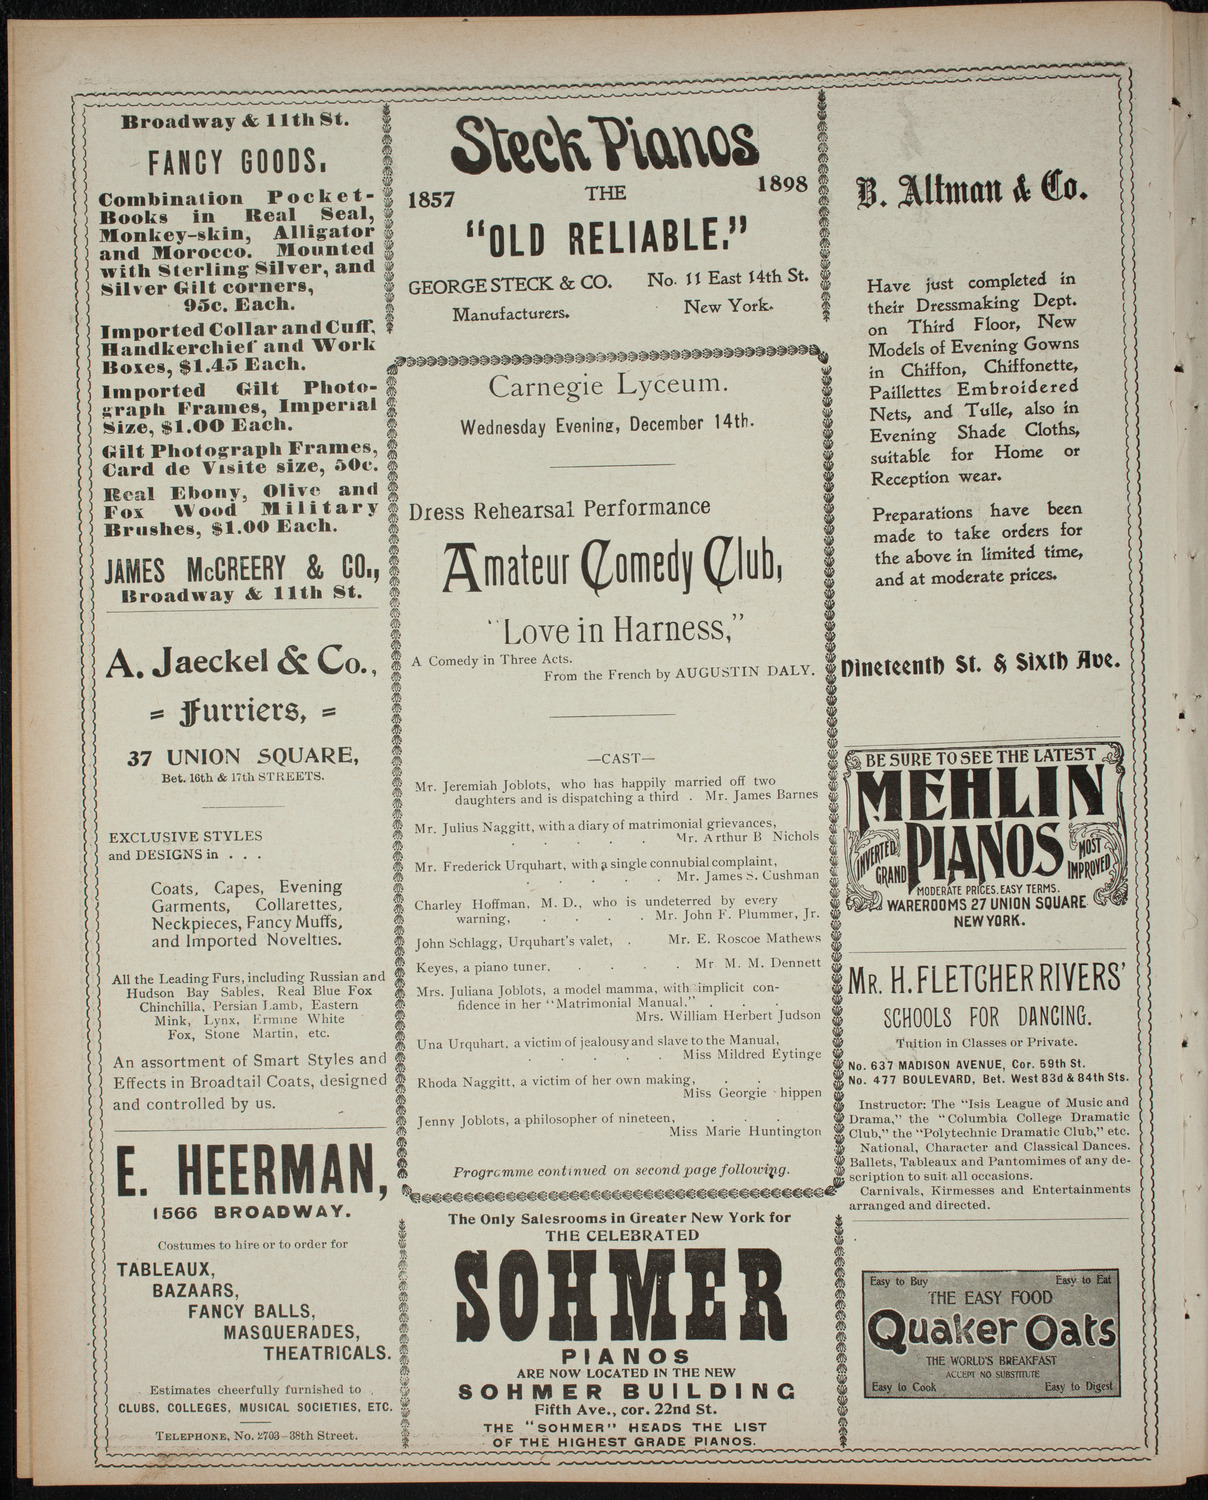 Broadway & 11th St.
FANCY GOODS.
Combination Pocket-
Books in Real Seal,
Monkey-skin, Alligator
and Morocco. Mounted
with Sterling Silver, and
Silver Gilt corners,
95c. Each.
Imported Collar and Cuff,
Handkerchief and Work
Boxes, $1.45 Each.
Imported Gilt Photo-
graph Frames, Imperial
Size, $1.00 Each.
Gilt Photograph Frames,
Card de Visite size, 50c.
Real Ebony, Olive and
Fox Wood Military
Brushes, $1.00 Each.
JAMES McCREERY & CO.,
Broadway & 11th St.
A. Jaeckel & Co.,
= Furriers, =
37 UNION SQUARE,
Bet. 16th & 17th STREETS.
EXCLUSIVE STYLES
and DESIGNS in . . .
Coats, Capes, Evening
Garments, Collarettes,
Neckpieces, Fancy Muffs,
and Imported Novelties.
All the Leading Furs, including Russian and
Hudson Bay Sables, Real Blue Fox
Chinchilla, Persian Lamb, Eastern
Mink, Lynx, Ermine White
Fox, Stone Martin, etc.
An assortment of Smart Styles and
Effects in Broadtail Coats, designed
and controlled by us.
E. HEERMAN,
1566 BROADWAY.
Costumes to hire or to order for
TABLEAUX,
BAZAARS,
FANCY BALLS,
MASQUERADES,
THEATRICALS.
Estimates cheerfully furnished to
CLUBS, COLLEGES, MUSICAL SOCIETIES, ETC.
TELEPHONE, No. 2703—38th Street.
Steck Pianos
1857 THE 1898
"OLD RELIABLE."
GEORGE STECK & CO. No. 11 East 14th St.
Manufacturers. New York.
Carnegie Lyceum.
Wednesday Evening, December 14th.
Dress Rehearsal Performance
Amateur Comedy Club,
"Love in Harness,"
A Comedy in Three Acts.
From the French by AUGUSTIN DALY.
—CAST—
Mr. Jeremiah Joblots, who has happily married off two
daughters and is dispatching a third . Mr. James Barnes
Mr. Julius Naggitt, with a diary of matrimonial grievances,
. . . . . Mr. Arthur B Nichols
Mr. Frederick Urquhart, with a single connubial complaint,
. . . . Mr. James S. Cushman
Charley Hoffman, M. D., who is undeterred by every
warning, . . . . Mr. John F. Plummer, Jr.
John Schlagg, Urquhart's valet, . Mr. E. Roscoe Mathews
Keyes, a piano tuner, . . . . Mr M. M. Dennett
Mrs. Juliana Joblots, a model mamma, with implicit con-
fidence in her "Matrimonial Manual," . . .
Mrs. William Herbert Judson
Una Urquhart, a victim of jealousy and slave to the Manual,
. . . . . Miss Mildred Eytinge
Rhoda Naggitt, a victim of her own making, . . .
Miss Georgie hippen
Jenny Joblots, a philosopher of nineteen, . . . .
Miss Marie Huntington
Programme continued on second page following.
The Only Salesrooms in Greater New York for
THE CELEBRATED
SOHMER
PIANOS
ARE NOW LOCATED IN THE NEW
SOHMER BUILDING
Fifth Ave., cor. 22nd St.
THE "SOHMER" HEADS THE LIST
OF THE HIGHEST GRADE PIANOS.
B. Altman & Co.
Have just completed in
their Dressmaking Dept.
on Third Floor, New
Models of Evening Gowns
in Chiffon, Chiffonette,
Paillettes Embroidered
Nets, and Tulle, also in
Evening Shade Cloths,
suitable for Home or
Reception wear.
Preparations have been
made to take orders for
the above in limited time,
and at moderate prices.
Nineteenth St. & Sixth Ave.
BE SURE TO SEE THE LATEST
MEHLIN
PIANOS
INVERTED GRAND
MOST IMPROVED
MODERATE PRICES. EASY TERMS.
WAREROOMS 27 UNION SQUARE
NEW YORK.
MR. H. FLETCHER RIVERS'
SCHOOLS FOR DANCING.
Tuition in Classes or Private.
No. 637 MADISON AVENUE, Cor. 59th St.
No. 477 BOULEVARD, Bet. West 83d & 84th Sts.
Instructor: The "Isis League of Music and
Drama," the "Columbia College Dramatic
Club," the "Polytechnic Dramatic Club," etc.
National, Character and Classical Dances.
Ballets, Tableaux and Pantomimes of any de-
scription to suit all occasions.
Carnivals, Kirmesses and Entertainments
arranged and directed.
Easy to Buy Easy to Eat
THE EASY FOOD
Quaker Oats
THE WORLD'S BREAKFAST
ACCEPT NO SUBSTITUTE
Easy to Cook Easy to Digest